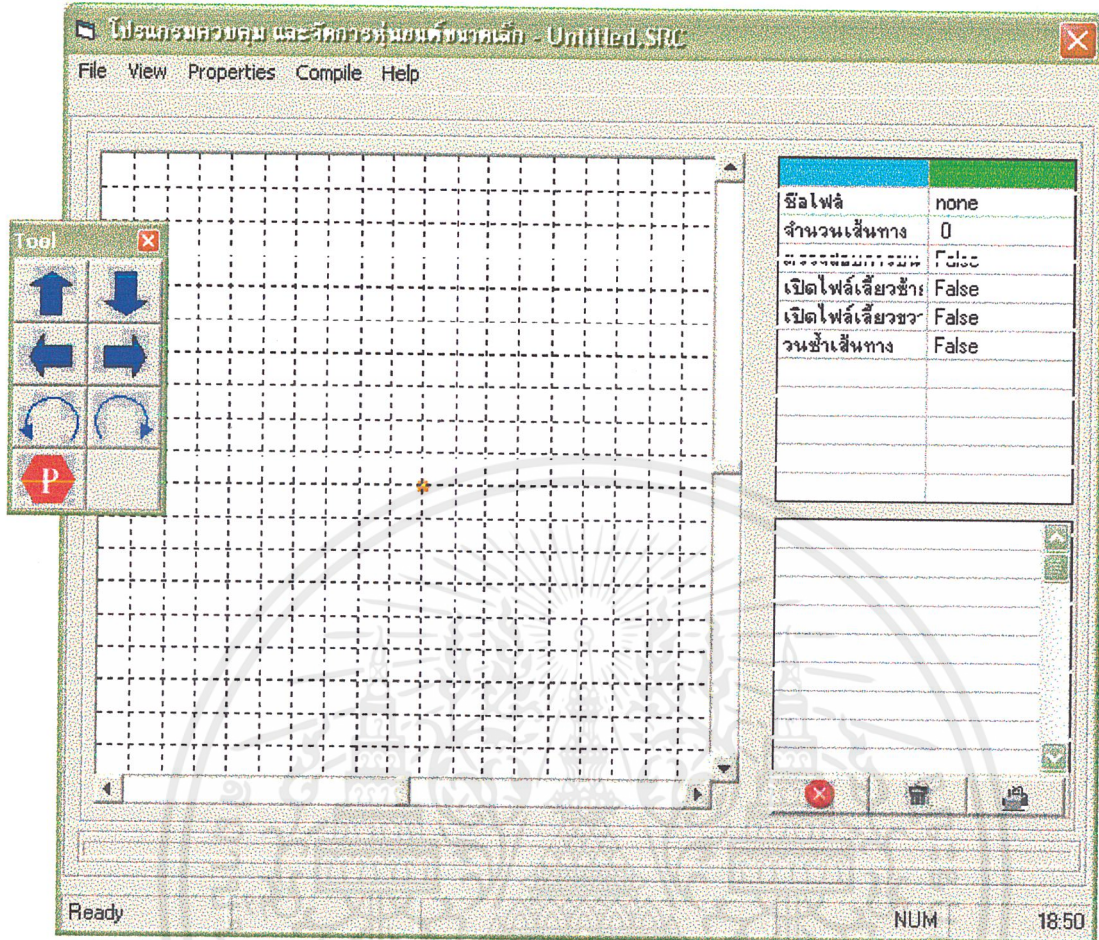 โปรแกรมควบคุม และจัดการหุ่นยนต์ขนาดเล็ก - Untitled.SRC
File View Properties Compile Help
Tool
P
ชื่อไฟล์ none
จำนวนเส้นทาง 0
False
เปิดไฟล์เลี้ยวซ้าย False
เปิดไฟล์เลี้ยวขวา False
วนซ้ำเส้นทาง False
Ready NUM 18:50